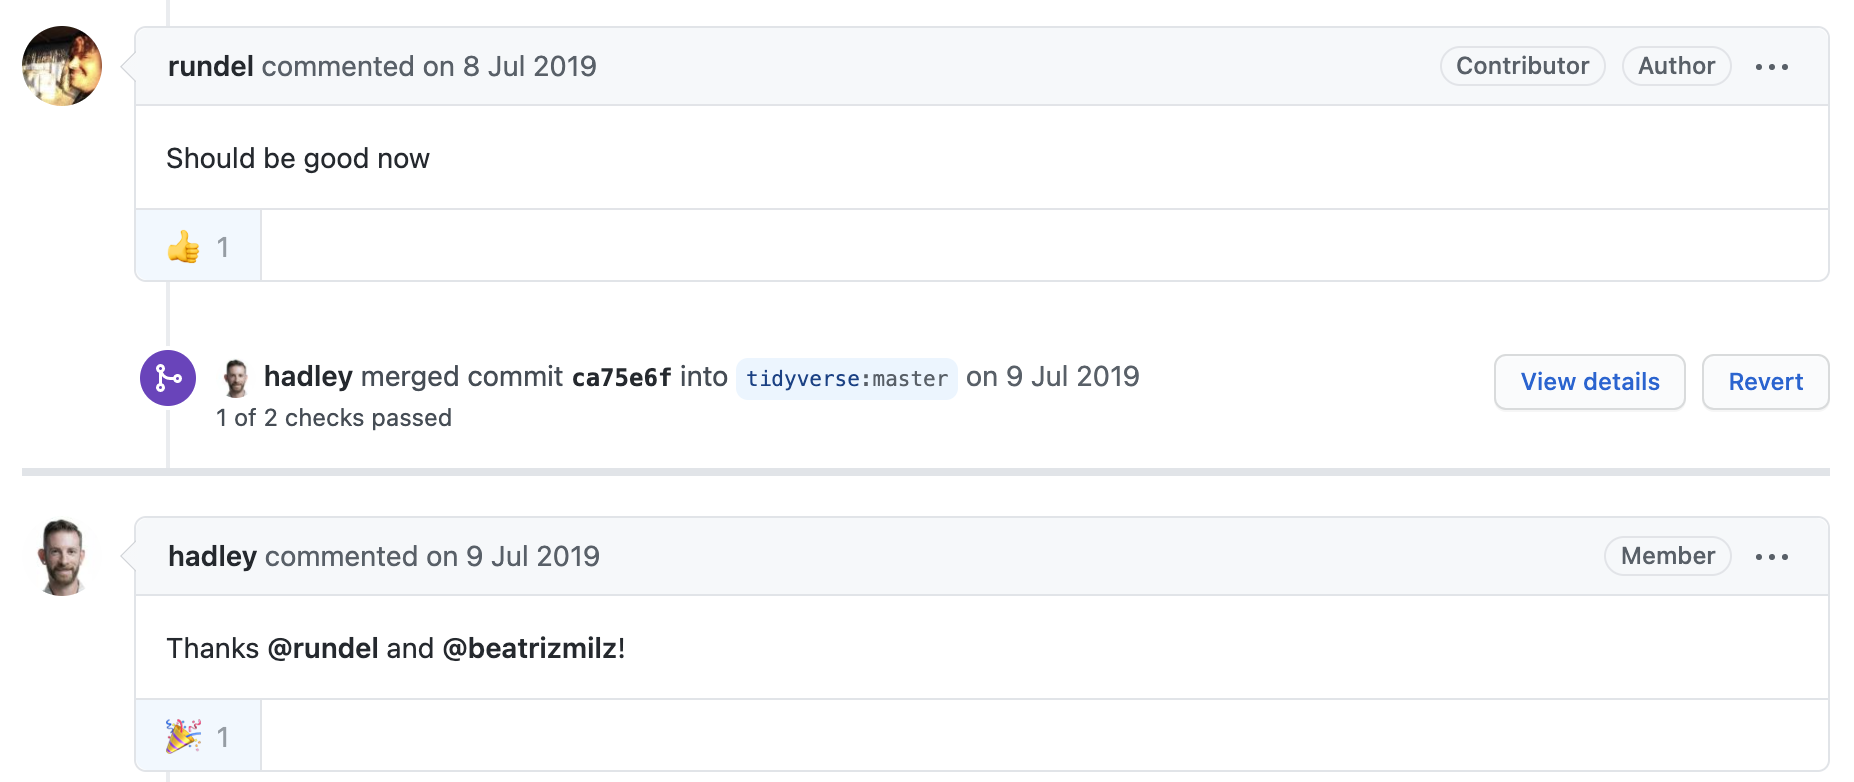 rundel commented on 8 Jul 2019 Contributor Author
Should be good now
👍 1
hadley merged commit ca75e6f into tidyverse:master on 9 Jul 2019 View details Revert
1 of 2 checks passed
hadley commented on 9 Jul 2019 Member
Thanks @rundel and @beatrizmilz!
🎉 1